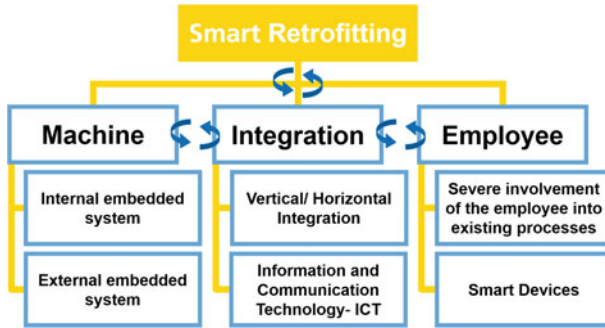 Smart Retrofitting
Machine
Integration
Employee
Internal embedded
system
Vertical/ Horizontal
Integration
Severe involvement
of the employee into
existing processes
External embedded
system
Information and
Communication
Technology- ICT
Smart Devices